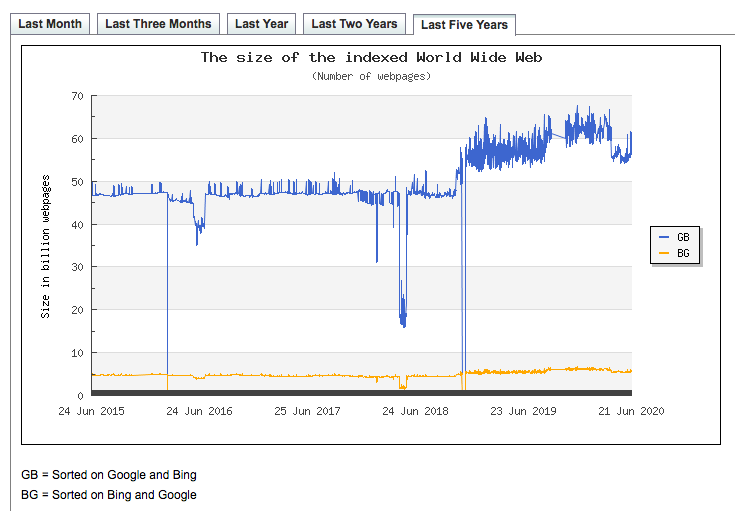 Last Month Last Three Months Last Year Last Two Years Last Five Years
The size of the indexed World Wide Web
(Number of webpages)
70
60
50
40
30
20
10
0
Size in billion webpages
24 Jun 2015 24 Jun 2016 25 Jun 2017 24 Jun 2018 23 Jun 2019 21 Jun 2020
GB
BG
GB = Sorted on Google and Bing
BG = Sorted on Bing and Google